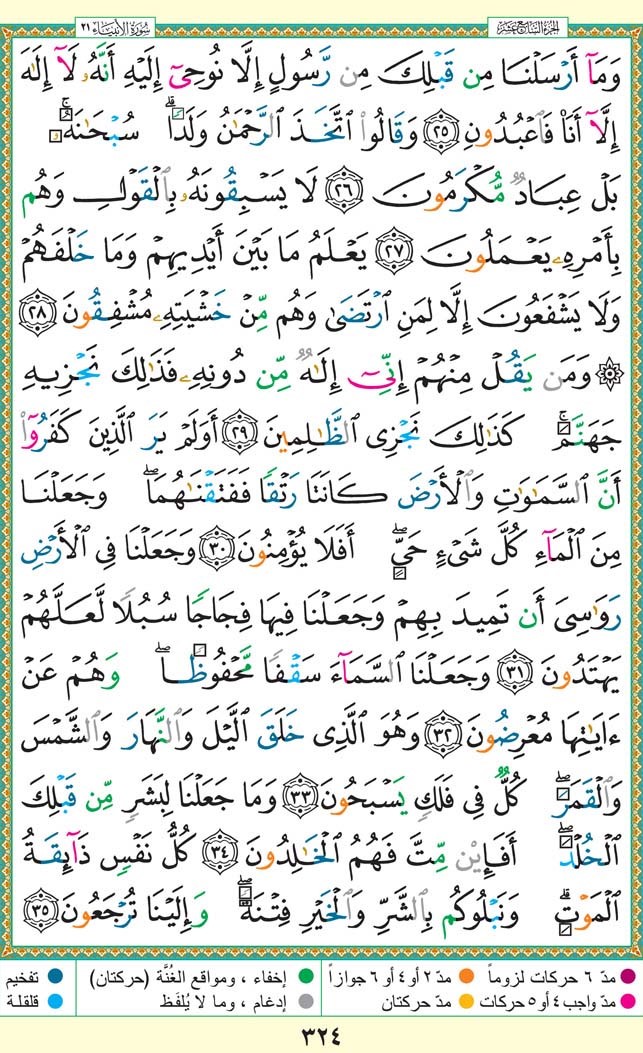 الجزء السابع عشر
سورة الأنبياء ٢١
وَمَآ أَرْسَلْنَا مِن قَبْلِكَ مِن رَّسُولٍ إِلَّا نُوحِىٓ إِلَيْهِ أَنَّهُۥ لَآ إِلَٰهَ
إِلَّآ أَنَا۠ فَٱعْبُدُونِ ٢٥ وَقَالُوا۟ ٱتَّخَذَ ٱلرَّحْمَٰنُ وَلَدًا ۗ سُبْحَٰنَهُۥ ۚ
بَلْ عِبَادٌ مُّكْرَمُونَ ٢٦ لَا يَسْبِقُونَهُۥ بِٱلْقَوْلِ وَهُم
بِأَمْرِهِۦ يَعْمَلُونَ ٢٧ يَعْلَمُ مَا بَيْنَ أَيْدِيهِمْ وَمَا خَلْفَهُمْ
وَلَا يَشْفَعُونَ إِلَّا لِمَنِ ٱرْتَضَىٰ وَهُم مِّنْ خَشْيَتِهِۦ مُشْفِقُونَ ٢٨
۞ وَمَن يَقُلْ مِنْهُمْ إِنِّىٓ إِلَٰهٌ مِّن دُونِهِۦ فَذَٰلِكَ نَجْزِيهِ
جَهَنَّمَ ۚ كَذَٰلِكَ نَجْزِى ٱلظَّٰلِمِينَ ٢٩ أَوَلَمْ يَرَ ٱلَّذِينَ كَفَرُوٓا۟
أَنَّ ٱلسَّمَٰوَٰتِ وَٱلْأَرْضَ كَانَتَا رَتْقًا فَفَتَقْنَٰهُمَا ۖ وَجَعَلْنَا
مِنَ ٱلْمَآءِ كُلَّ شَىْءٍ حَىٍّ ۖ أَفَلَا يُؤْمِنُونَ ٣٠ وَجَعَلْنَا فِى ٱلْأَرْضِ
رَوَٰسِىَ أَن تَمِيدَ بِهِمْ وَجَعَلْنَا فِيهَا فِجَاجًا سُبُلًا لَّعَلَّهُمْ
يَهْتَدُونَ ٣١ وَجَعَلْنَا ٱلسَّمَآءَ سَقْفًا مَّحْفُوظًا ۖ وَهُمْ عَنْ
ءَايَٰتِهَا مُعْرِضُونَ ٣٢ وَهُوَ ٱلَّذِى خَلَقَ ٱلَّيْلَ وَٱلنَّهَارَ وَٱلشَّمْسَ
وَٱلْقَمَرَ ۖ كُلٌّ فِى فَلَكٍ يَسْبَحُونَ ٣٣ وَمَا جَعَلْنَا لِبَشَرٍ مِّن قَبْلِكَ
ٱلْخُلْدَ ۖ أَفَإِي۟ن مِّتَّ فَهُمُ ٱلْخَٰلِدُونَ ٣٤ كُلُّ نَفْسٍ ذَآئِقَةُ
ٱلْمَوْتِ ۗ وَنَبْلُوكُم بِٱلشَّرِّ وَٱلْخَيْرِ فِتْنَةً ۖ وَإِلَيْنَا تُرْجَعُونَ ٣٥
مدّ ٦ حركات لزوماً مدّ ٢ أو ٤ أو ٦ جوازاً إخفاء ، ومواقع الغُنَّة (حركتان) تفخيم
مدّ واجب ٤ أو ٥ حركات مدّ حركتان إدغام ، وما لا يُلفَظ قلقلة
٣٢٤